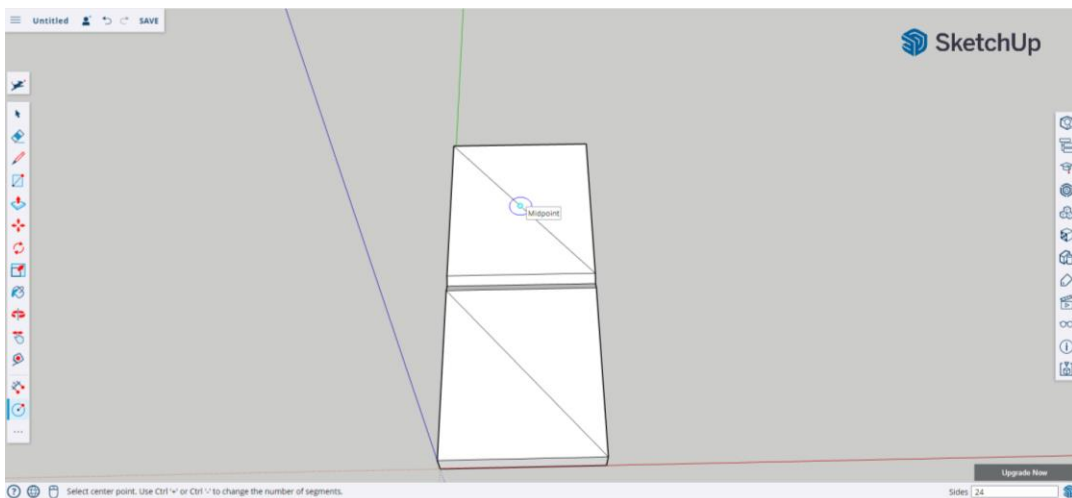 Untitled SAVE
SketchUp
Midpoint
Upgrade Now
Select center point. Use Ctrl '+' or Ctrl '-' to change the number of segments.
Sides 24